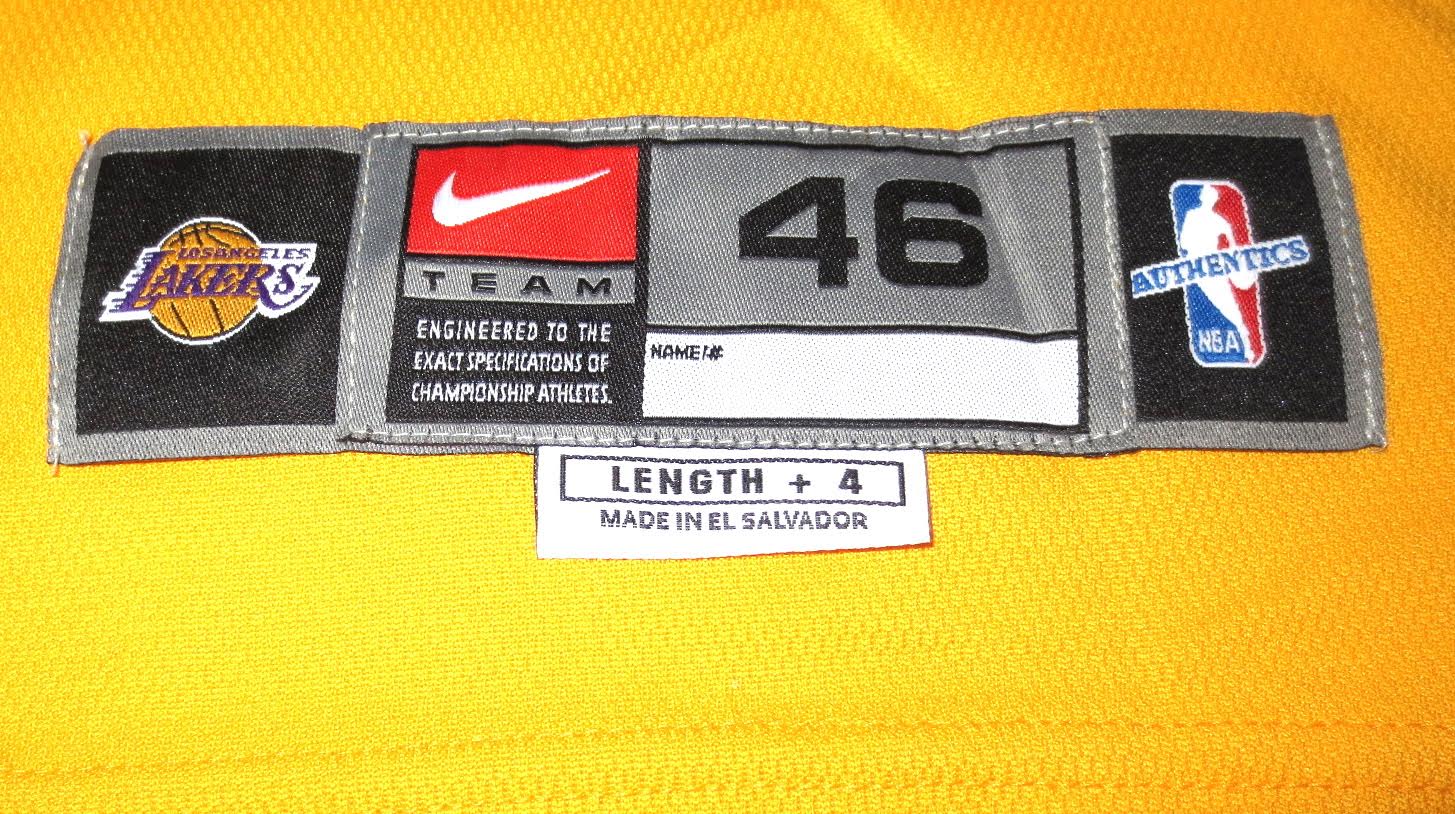 LOS ANGELES
LAKERS
TEAM
ENGINEERED TO THE
EXACT SPECIFICATIONS OF
CHAMPIONSHIP ATHLETES.
46
NAME/#
AUTHENTICS
NBA
LENGTH + 4
MADE IN EL SALVADOR